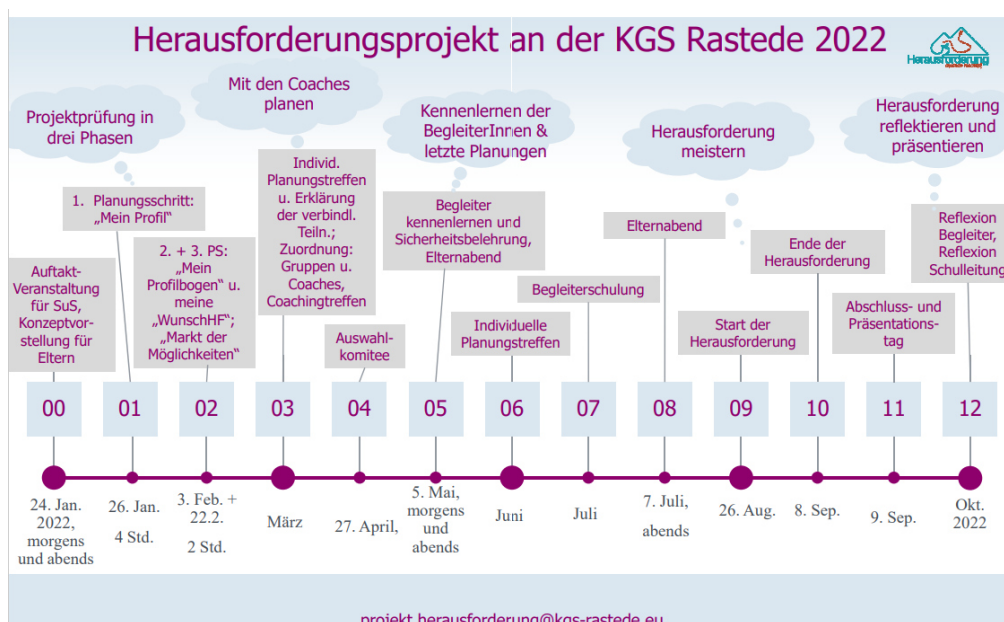 Herausforderungsprojekt an der KGS Rastede 2022
Herausforderung
Projektprüfung in
drei Phasen
Mit den Coaches
planen
Kennenlernen der
BegleiterInnen &
letzte Planungen
Herausforderung
meistern
Herausforderung
reflektieren und
präsentieren
Auftakt-
Veranstaltung
für SuS,
Konzeptvor-
stellung für
Eltern
1. Planungsschritt:
„Mein Profil"
2. + 3. PS:
„Mein
Profilbogen" u.
meine
„WunschHF";
„Markt der
Möglichkeiten"
Individ.
Planungstreffen
u. Erklärung
der verbindl.
Teiln.;
Zuordnung:
Gruppen u.
Coaches,
Coachingtreffen
Auswahl-
komitee
Begleiter
kennenlernen und
Sicherheitsbelehrung,
Elternabend
Individuelle
Planungstreffen
Begleiterschulung
Elternabend
Start der
Herausforderung
Ende der
Herausforderung
Abschluss- und
Präsentations-
tag
Reflexion
Begleiter,
Reflexion
Schulleitung
00 01 02 03 04 05 06 07 08 09 10 11 12
24. Jan.
2022,
morgens
und abends
26. Jan.
4 Std.
3. Feb. +
22.2.
2 Std.
März
27. April,
5. Mai,
morgens
und
abends
Juni
Juli
7. Juli,
abends
26. Aug.
8. Sep.
9. Sep.
Okt.
2022
projekt.herausforderung@kgs-rastede.eu